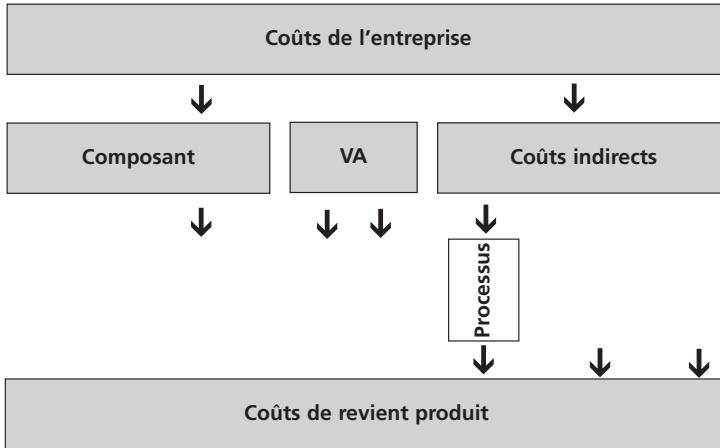 Coûts de l'entreprise
Composant
VA
Coûts indirects
Processus
Coûts de revient produit